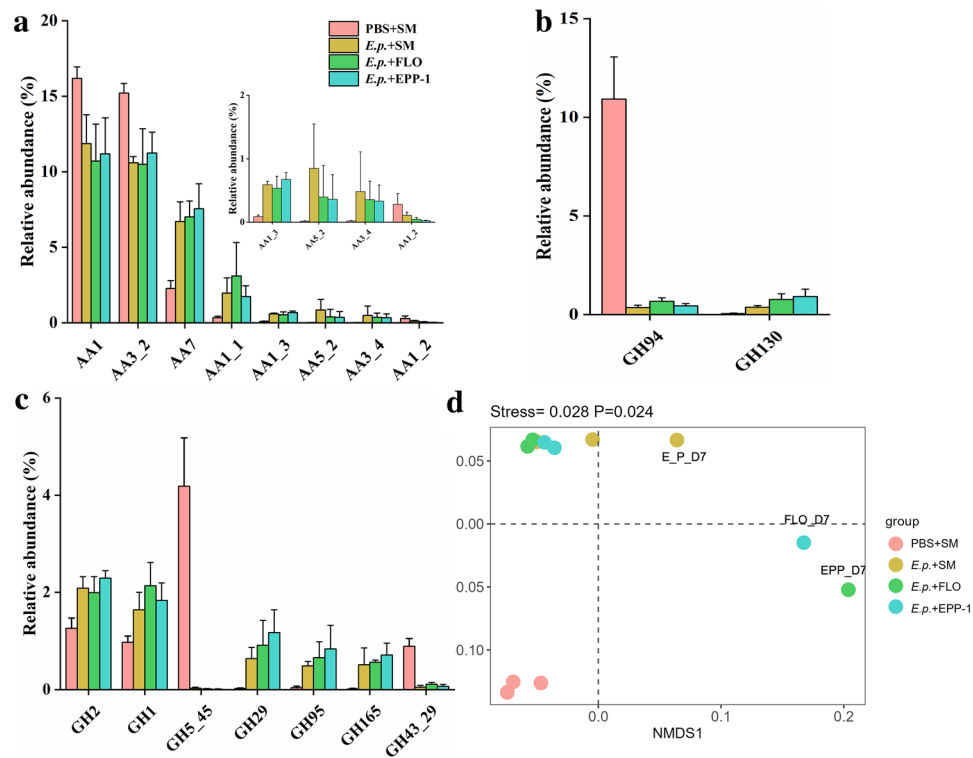 a
PBS+SM
E.p.+SM
E.p.+FLO
E.p.+EPP-1
Relative abundance (%)
20
15
10
5
0
AA1
AA3_2
AA7
AA1_1
AA1_3
AA5_2
AA3_4
AA1_2
Relative abundance (%)
2
1
0
AA1_3
AA5_2
AA3_4
AA1_2
b
Relative abundance (%)
15
10
5
0
GH94
GH130
c
Relative abundance (%)
6
4
2
0
GH2
GH1
GH5_45
GH29
GH95
GH165
GH43_29
d
Stress= 0.028 P=0.024
0.05
0.00
0.05
0.10
E_P_D7
FLO_D7
EPP_D7
0.0
0.1
0.2
NMDS1
group
PBS+SM
E.p.+SM
E.p.+FLO
E.p.+EPP-1